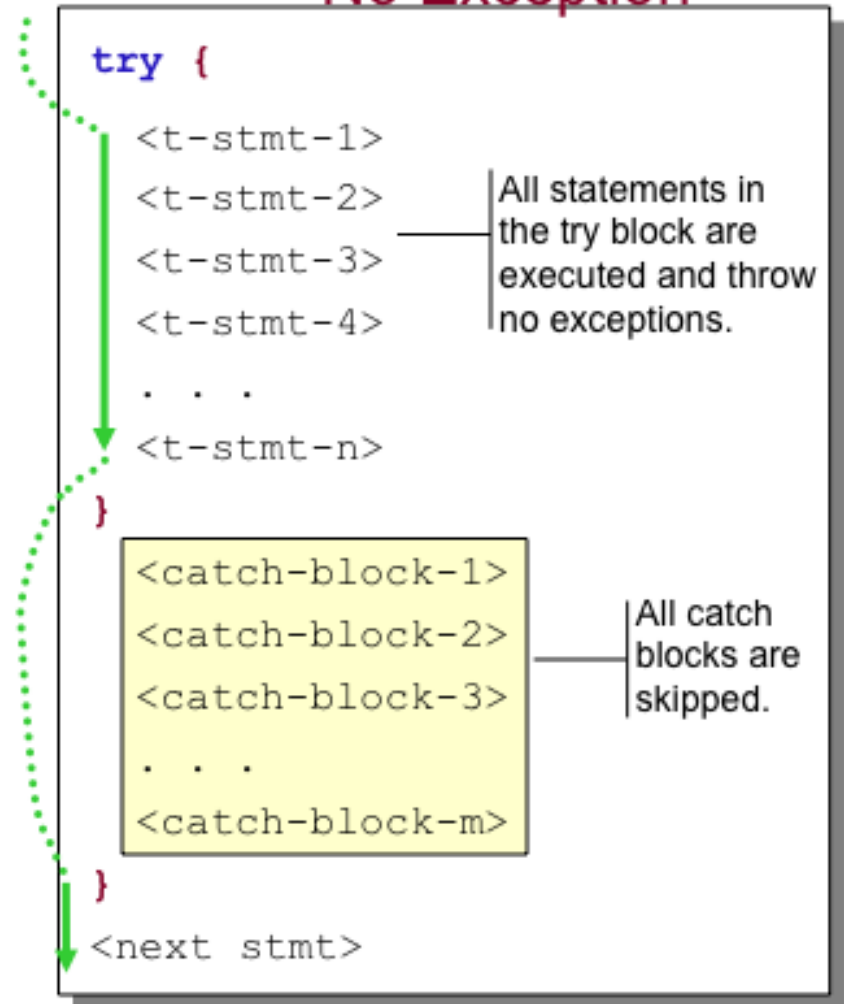 No Exception
try {
<t-stmt-1>
<t-stmt-2>
<t-stmt-3>
<t-stmt-4>
. . .
<t-stmt-n>
}
All statements in
the try block are
executed and throw
no exceptions.
<catch-block-1>
<catch-block-2>
<catch-block-3>
. . .
<catch-block-m>
All catch
blocks are
skipped.
}
<next stmt>